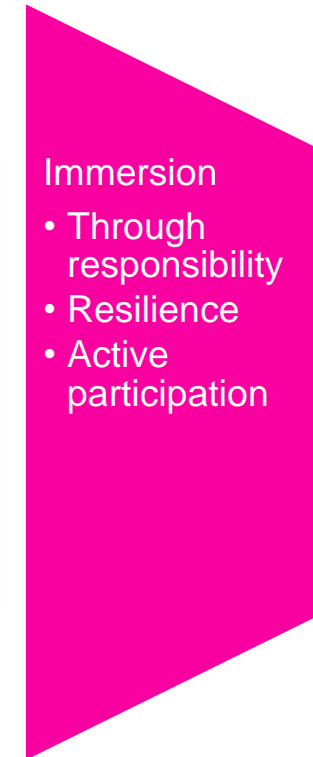 Immersion
• Through
responsibility
• Resilience
• Active
participation